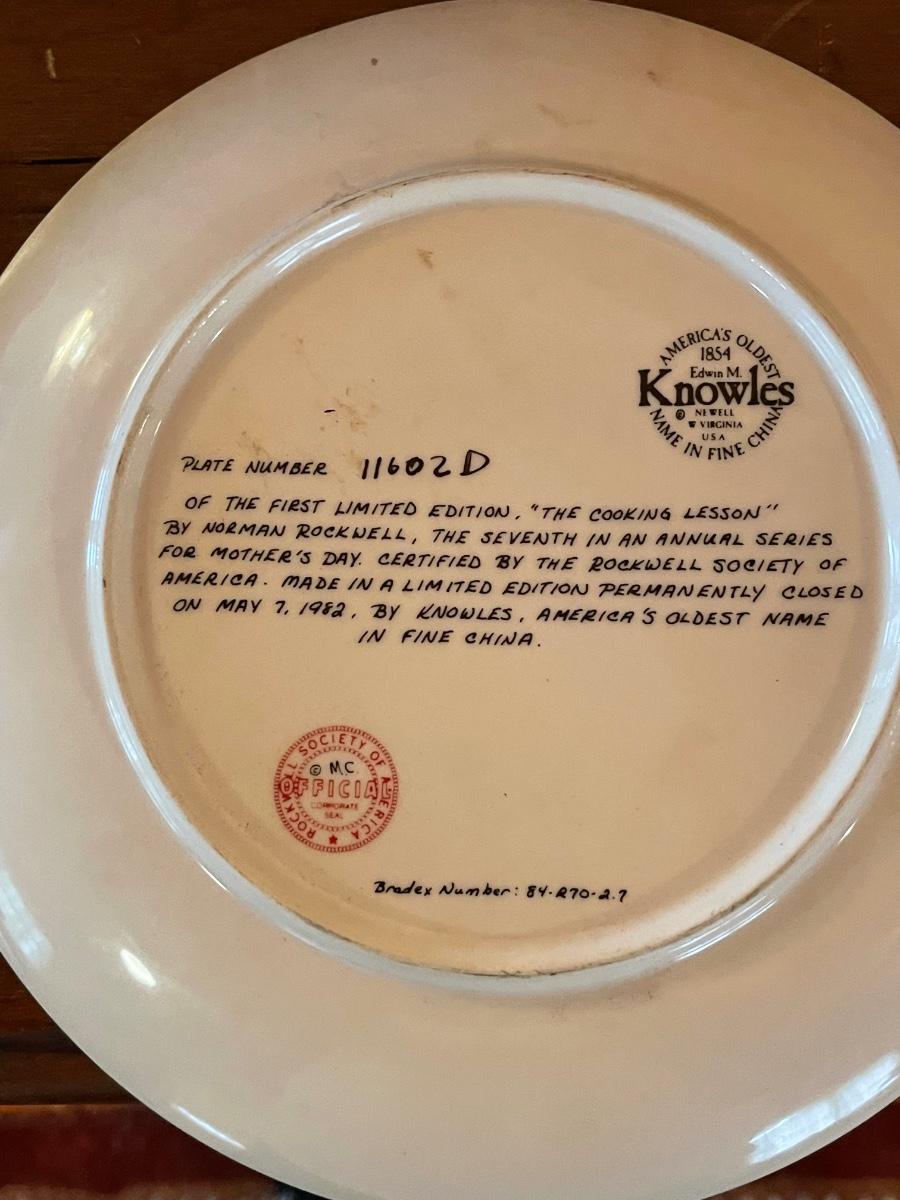 AMERICA'S OLDEST
1854
Edwin M.
Knowles
© NEWELL
W VIRGINIA
USA
NAME IN FINE CHINA
PLATE NUMBER 11602D
OF THE FIRST LIMITED EDITION, "THE COOKING LESSON"
BY NORMAN ROCKWELL, THE SEVENTH IN AN ANNUAL SERIES
FOR MOTHER'S DAY. CERTIFIED BY THE ROCKWELL SOCIETY OF
AMERICA. MADE IN A LIMITED EDITION PERMANENTLY CLOSED
ON MAY 7, 1982, BY KNOWLES, AMERICA'S OLDEST NAME
IN FINE CHINA.
ROCKWELL SOCIETY OF AMERICA
© M.C.
OFFICIAL
CORPORATE
SEAL
Bradex Number: 84-R70-2.7